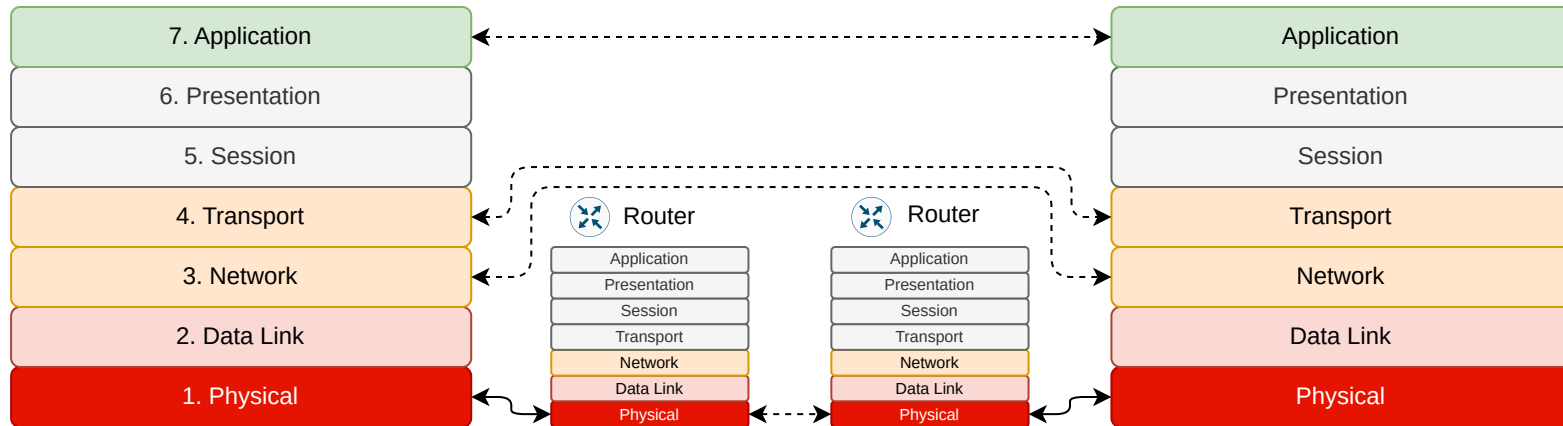 7. Application
6. Presentation
5. Session
4. Transport
3. Network
2. Data Link
1. Physical
Router
Application
Presentation
Session
Transport
Network
Data Link
Physical
Router
Application
Presentation
Session
Transport
Network
Data Link
Physical
Application
Presentation
Session
Transport
Network
Data Link
Physical